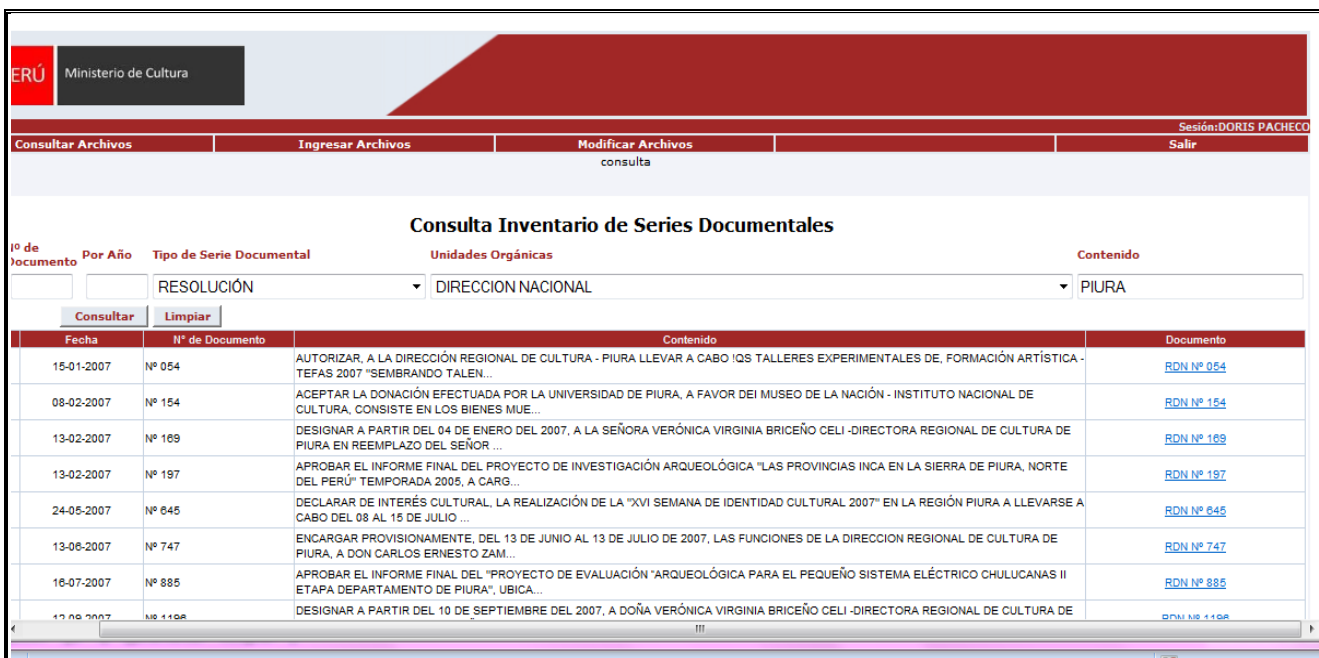 ERÚ Ministerio de Cultura
Sesión:DORIS PACHECO
Consultar Archivos Ingresar Archivos Modificar Archivos Salir
consulta
Consulta Inventario de Series Documentales
Nº de
Documento Por Año Tipo de Serie Documental Unidades Orgánicas Contenido
RESOLUCIÓN DIRECCION NACIONAL PIURA
Consultar Limpiar
Fecha N° de Documento Contenido Documento
15-01-2007 Nº 054 AUTORIZAR, A LA DIRECCIÓN REGIONAL DE CULTURA - PIURA LLEVAR A CABO !QS TALLERES EXPERIMENTALES DE, FORMACIÓN ARTÍSTICA - RDN Nº 054
TEFAS 2007 "SEMBRANDO TALEN...
08-02-2007 Nº 154 ACEPTAR LA DONACIÓN EFECTUADA POR LA UNIVERSIDAD DE PIURA, A FAVOR DEI MUSEO DE LA NACIÓN - INSTITUTO NACIONAL DE RDN Nº 154
CULTURA, CONSISTE EN LOS BIENES MUE...
13-02-2007 Nº 169 DESIGNAR A PARTIR DEL 04 DE ENERO DEL 2007, A LA SEÑORA VERÓNICA VIRGINIA BRICEÑO CELI -DIRECTORA REGIONAL DE CULTURA DE RDN Nº 169
PIURA EN REEMPLAZO DEL SEÑOR ...
13-02-2007 Nº 197 APROBAR EL INFORME FINAL DEL PROYECTO DE INVESTIGACIÓN ARQUEOLÓGICA "LAS PROVINCIAS INCA EN LA SIERRA DE PIURA, NORTE RDN Nº 197
DEL PERÚ" TEMPORADA 2005, A CARG...
24-05-2007 Nº 645 DECLARAR DE INTERÉS CULTURAL, LA REALIZACIÓN DE LA "XVI SEMANA DE IDENTIDAD CULTURAL 2007" EN LA REGIÓN PIURA A LLEVARSE A RDN Nº 645
CABO DEL 08 AL 15 DE JULIO ...
13-06-2007 Nº 747 ENCARGAR PROVISIONAMENTE, DEL 13 DE JUNIO AL 13 DE JULIO DE 2007, LAS FUNCIONES DE LA DIRECCION REGIONAL DE CULTURA DE RDN Nº 747
PIURA, A DON CARLOS ERNESTO ZAM...
16-07-2007 Nº 885 APROBAR EL INFORME FINAL DEL "PROYECTO DE EVALUACIÓN "ARQUEOLÓGICA PARA EL PEQUEÑO SISTEMA ELÉCTRICO CHULUCANAS II RDN Nº 885
ETAPA DEPARTAMENTO DE PIURA", UBICA...
12-09-2007 Nº 1196 DESIGNAR A PARTIR DEL 10 DE SEPTIEMBRE DEL 2007, A DOÑA VERÓNICA VIRGINIA BRICEÑO CELI -DIRECTORA REGIONAL DE CULTURA DE RDN Nº 1196